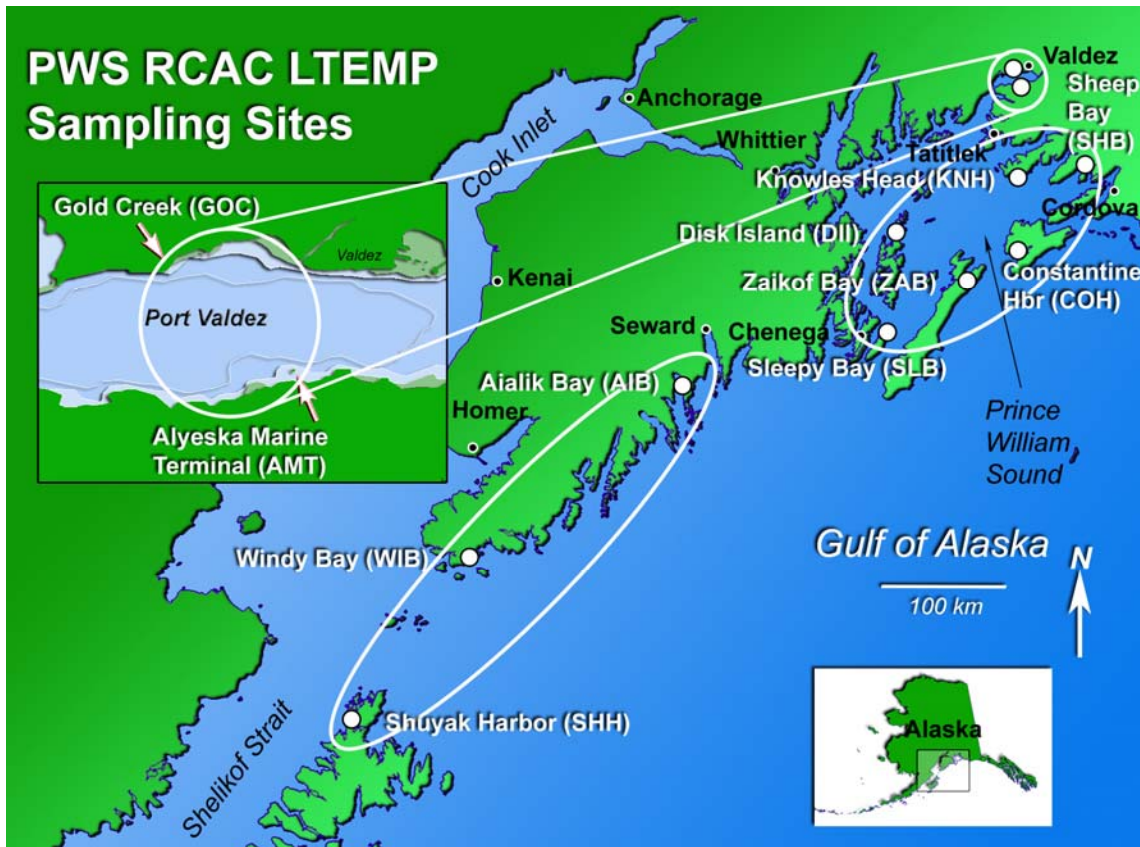 PWS RCAC LTEMP
Sampling Sites
Gold Creek (GOC)
Valdez
Port Valdez
Alyeska Marine
Terminal (AMT)
Cook Inlet
Anchorage
Whittier
Valdez
Sheep
Bay
(SHB)
Tatitlek
Knowles Head (KNH)
Cordova
Disk Island (DII)
Kenai
Zaikof Bay (ZAB)
Constantine
Hbr (COH)
Seward
Chenega
Sleepy Bay (SLB)
Aialik Bay (AIB)
Homer
Prince
William
Sound
Windy Bay (WIB)
Gulf of Alaska
N
100 km
Shuyak Harbor (SHH)
Shelikof Strait
Alaska